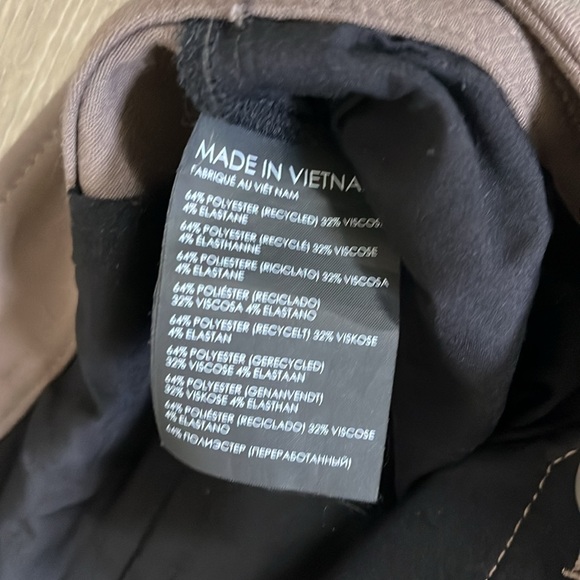 MADE IN VIETNA
FABRIQUÉ AU VIÊT NAM
64% POLYESTER (RECYCLED) 32% VISCOS
4% ELASTANE
64% POLYESTER (RECYCLÉ) 32% VISCOSE
4% ÉLASTHANNE
64% POLIESTERE (RICICLATO) 32% VISCOSA
4% ELASTANE
64% POLIÉSTER (RECICLADO)
32% VISCOSA 4% ELASTANO
64% POLYESTER (RECYCELT) 32% VISKOSE
4% ELASTAN
64% POLYESTER (GERECYCLED)
32% VISCOSE 4% ELASTAAN
64% POLYESTER (GENANVENDT)
32% VISKOSE 4% ELASTHAN
64% POLIÉSTER (RECICLADO) 32% VISCOSE
4% ELASTANO
64% ПОЛИЭСТЕР (ПЕРЕРАБОТАННЫЙ)